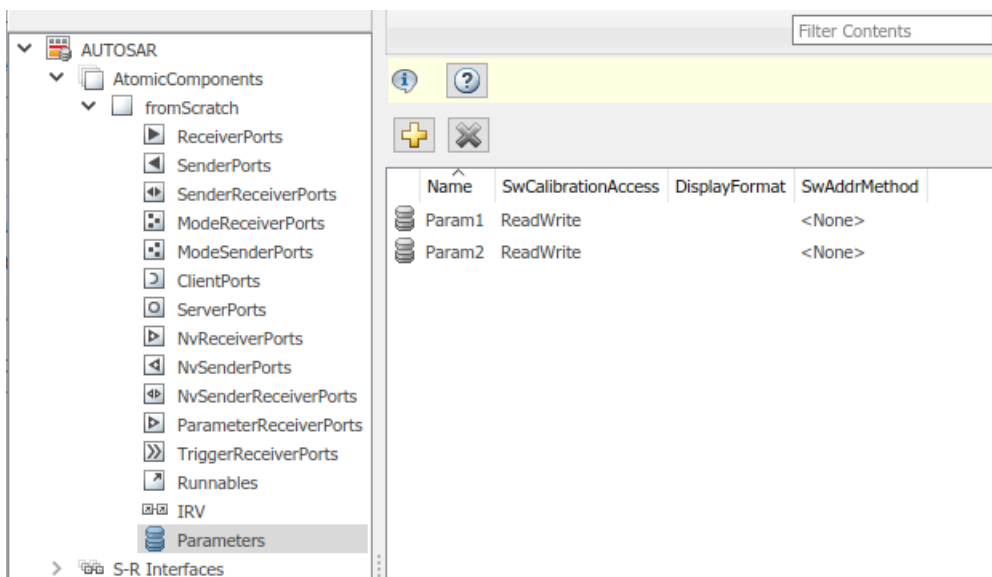 Filter Contents
AUTOSAR
AtomicComponents
fromScratch
ReceiverPorts
SenderPorts
SenderReceiverPorts
ModeReceiverPorts
ModeSenderPorts
ClientPorts
ServerPorts
NvReceiverPorts
NvSenderPorts
NvSenderReceiverPorts
ParameterReceiverPorts
TriggerReceiverPorts
Runnables
IRV
Parameters
S-R Interfaces
Name SwCalibrationAccess DisplayFormat SwAddrMethod
Param1 ReadWrite <None>
Param2 ReadWrite <None>